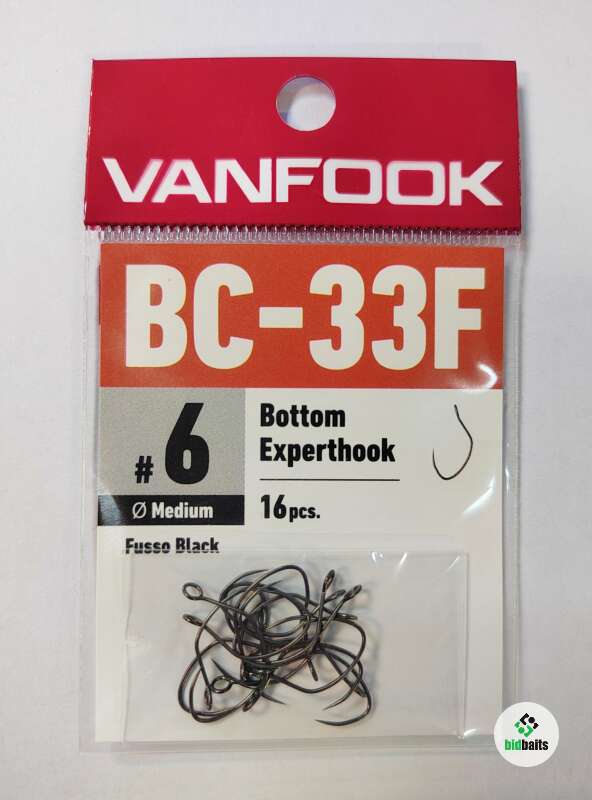 VANFOOK
BC-33F
#6
Ø Medium
Bottom
Experthook
16pcs.
Fusso Black
bidbaits